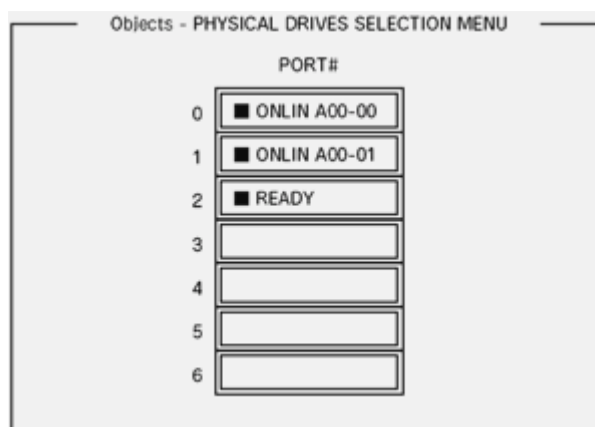 Objects - PHYSICAL DRIVES SELECTION MENU
PORT#
0 ■ ONLIN A00-00
1 ■ ONLIN A00-01
2 ■ READY
3
4
5
6